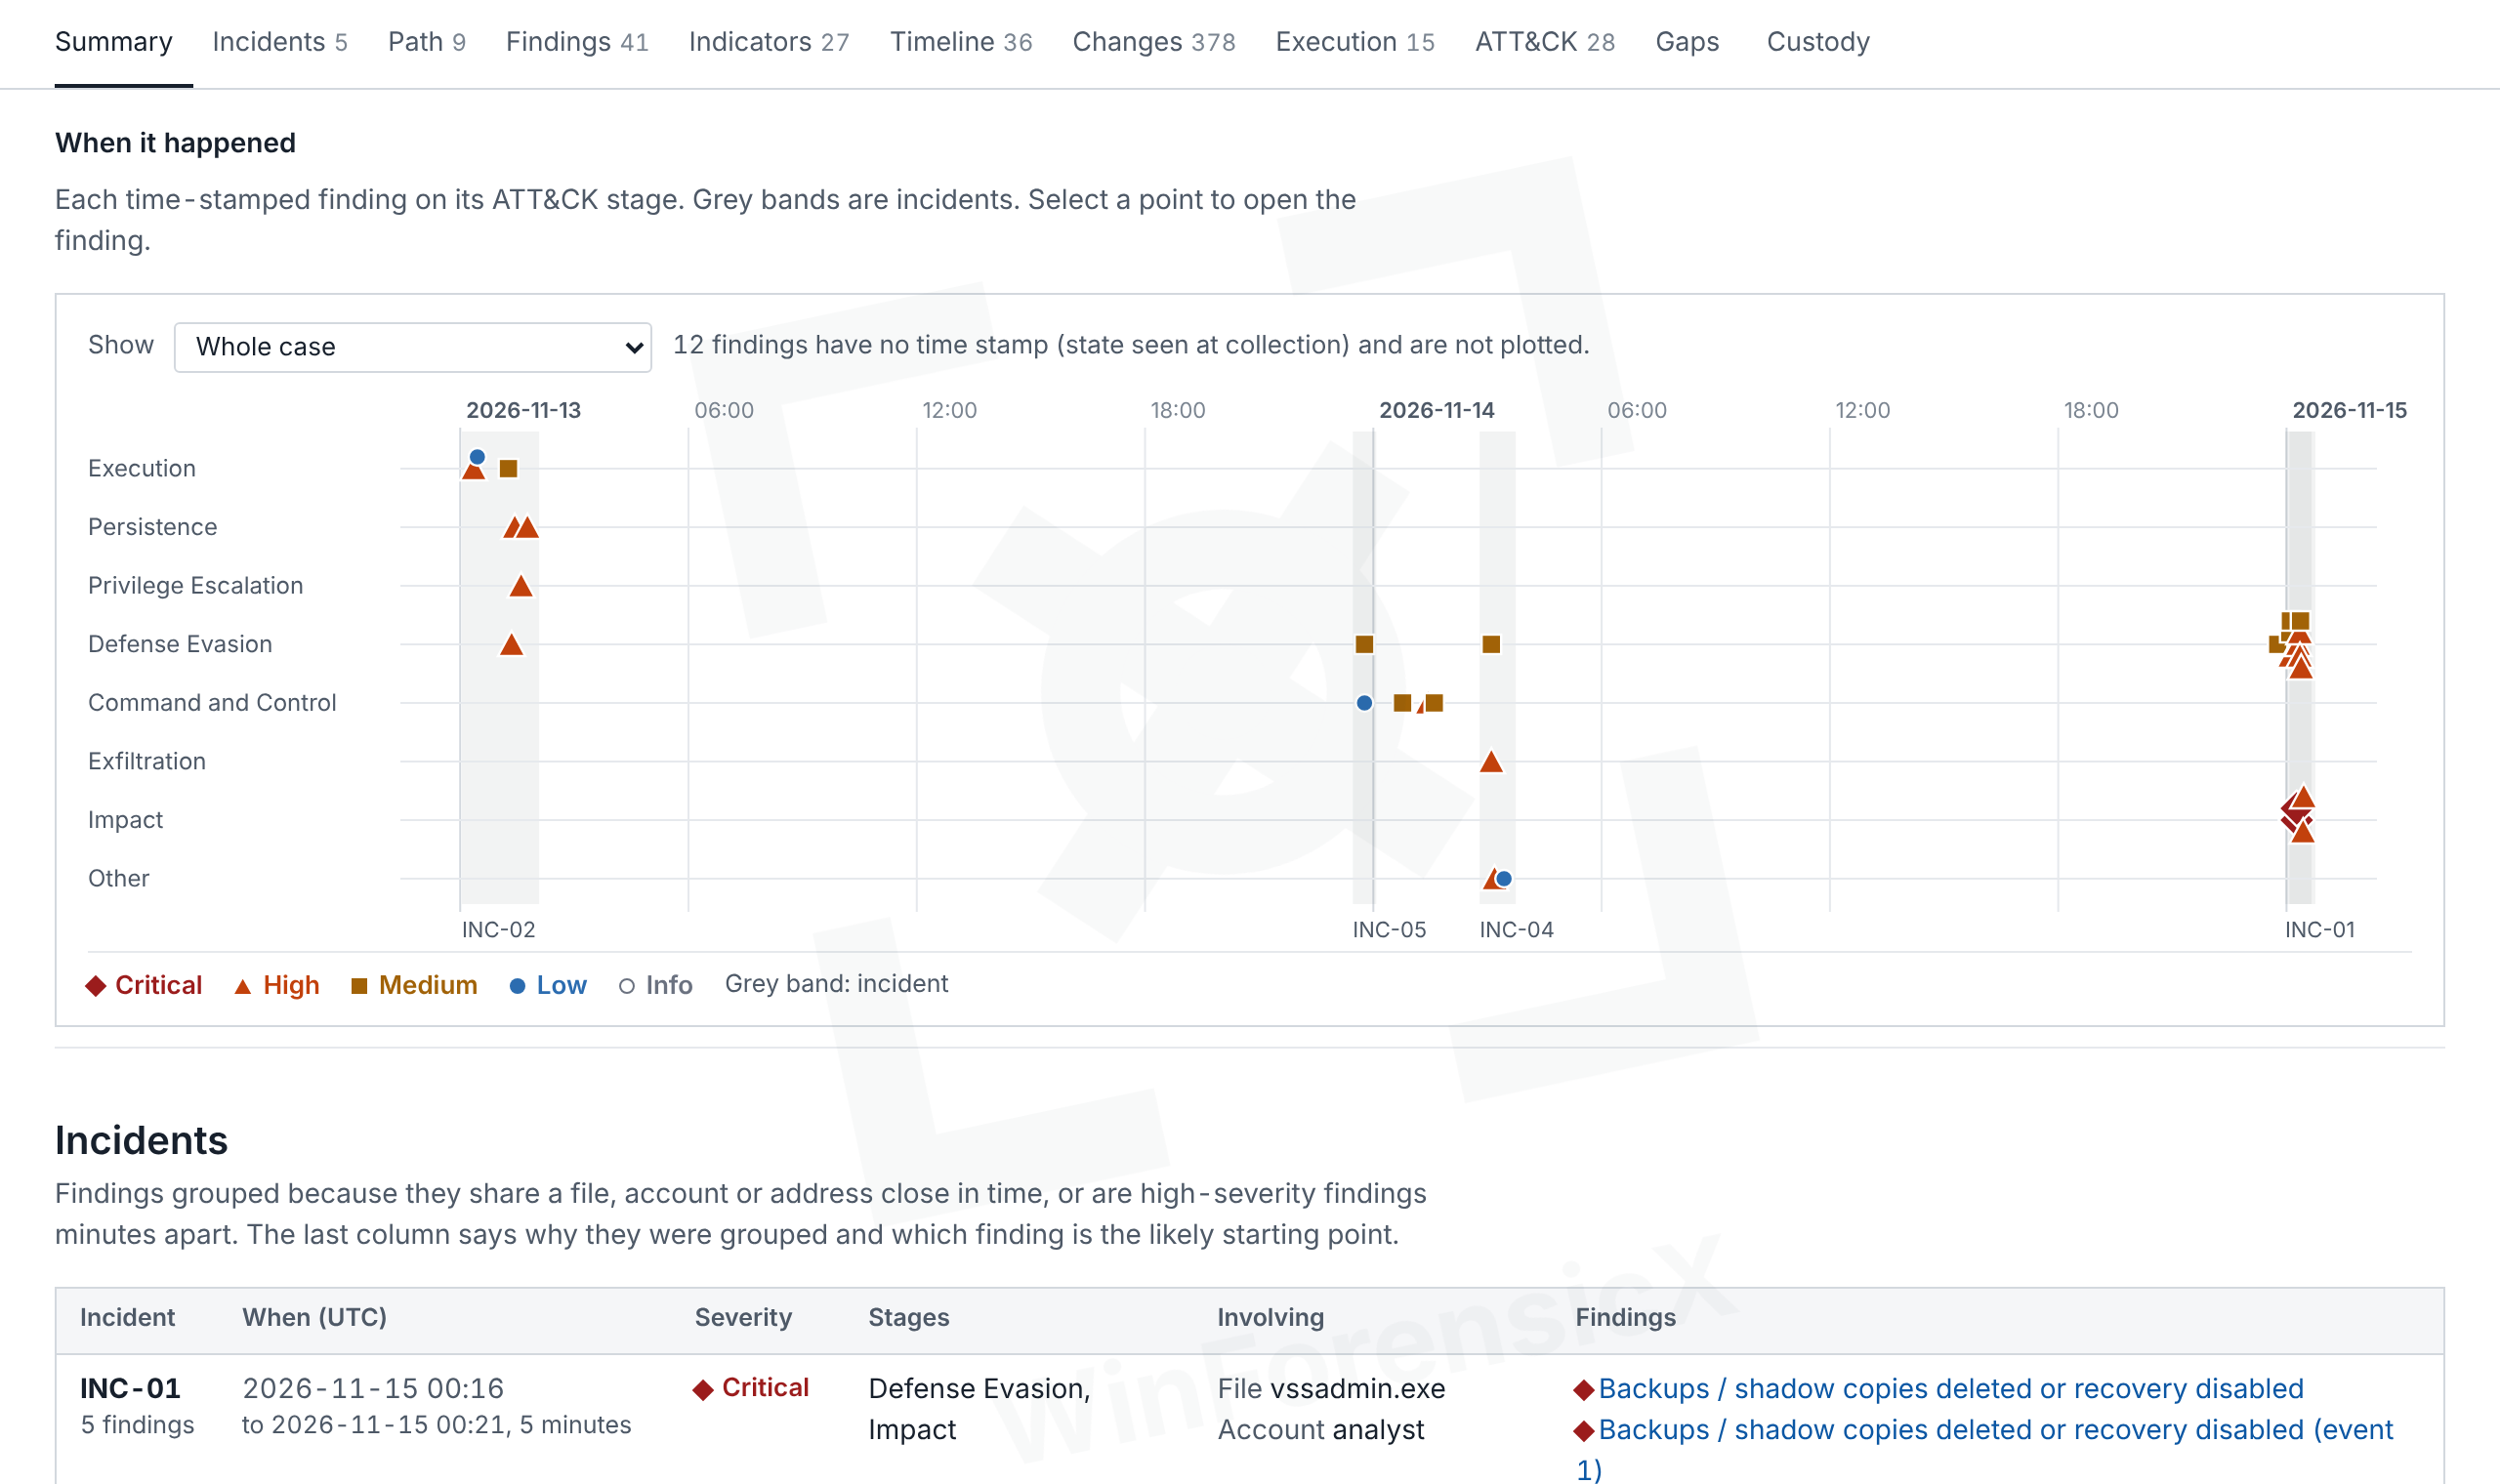 Summary Incidents 5 Path 9 Findings 41 Indicators 27 Timeline 36 Changes 378 Execution 15 ATT&CK 28 Gaps Custody
When it happened
Each time-stamped finding on its ATT&CK stage. Grey bands are incidents. Select a point to open the
finding.
Show Whole case 12 findings have no time stamp (state seen at collection) and are not plotted.
2026-11-13 06:00 12:00 18:00 2026-11-14 06:00 12:00 18:00 2026-11-15
Execution
Persistence
Privilege Escalation
Defense Evasion
Command and Control
Exfiltration
Impact
Other
INC-02 INC-05 INC-04 INC-01
Critical High Medium Low Info Grey band: incident
Incidents
Findings grouped because they share a file, account or address close in time, or are high-severity findings
minutes apart. The last column says why they were grouped and which finding is the likely starting point.
Incident When (UTC) Severity Stages Involving Findings
INC-01 2026-11-15 00:16 Critical Defense Evasion, File vssadmin.exe Backups / shadow copies deleted or recovery disabled
5 findings to 2026-11-15 00:21, 5 minutes Impact Account analyst Backups / shadow copies deleted or recovery disabled (event
1)
WinForensicX